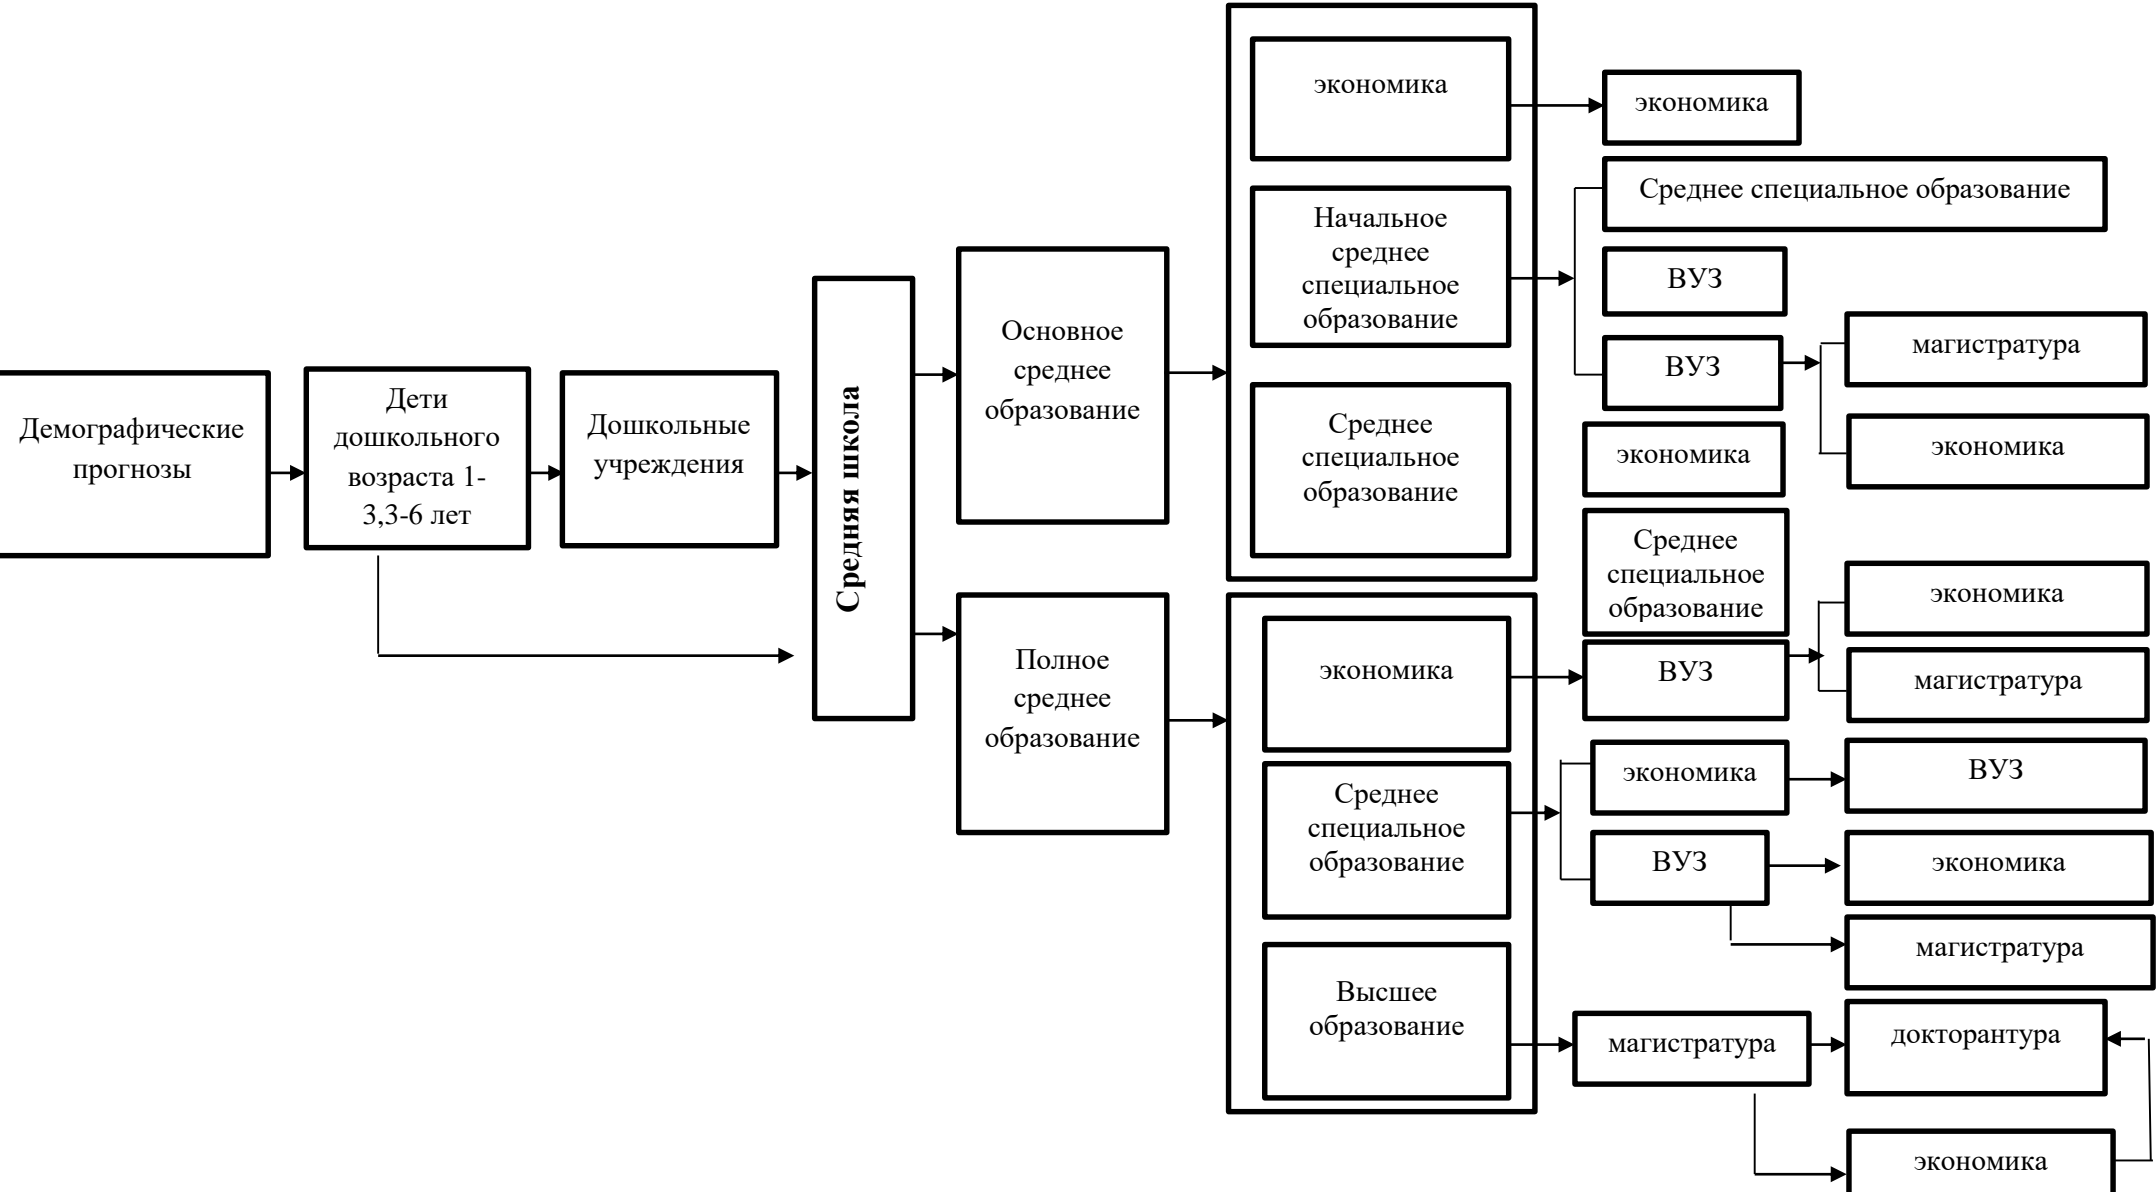 Демографические
прогнозы
Дети
дошкольного
возраста 1-
3,3-6 лет
Дошкольные
учреждения
Средняя школа
Основное
среднее
образование
Полное
среднее
образование
экономика
Начальное
среднее
специальное
образование
Среднее
специальное
образование
экономика
Среднее
специальное
образование
Высшее
образование
экономика
Среднее специальное образование
ВУЗ
ВУЗ
магистратура
экономика
экономика
Среднее
специальное
образование
ВУЗ
экономика
магистратура
экономика
ВУЗ
ВУЗ
экономика
магистратура
магистратура
докторантура
экономика